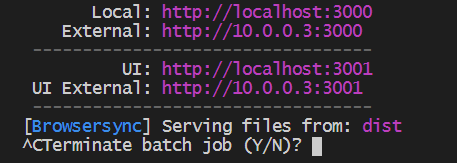 Local: http://localhost:3000
External: http://10.0.0.3:3000
------------------------------------
UI: http://localhost:3001
UI External: http://10.0.0.3:3001
------------------------------------
[Browsersync] Serving files from: dist
^CTerminate batch job (Y/N)?